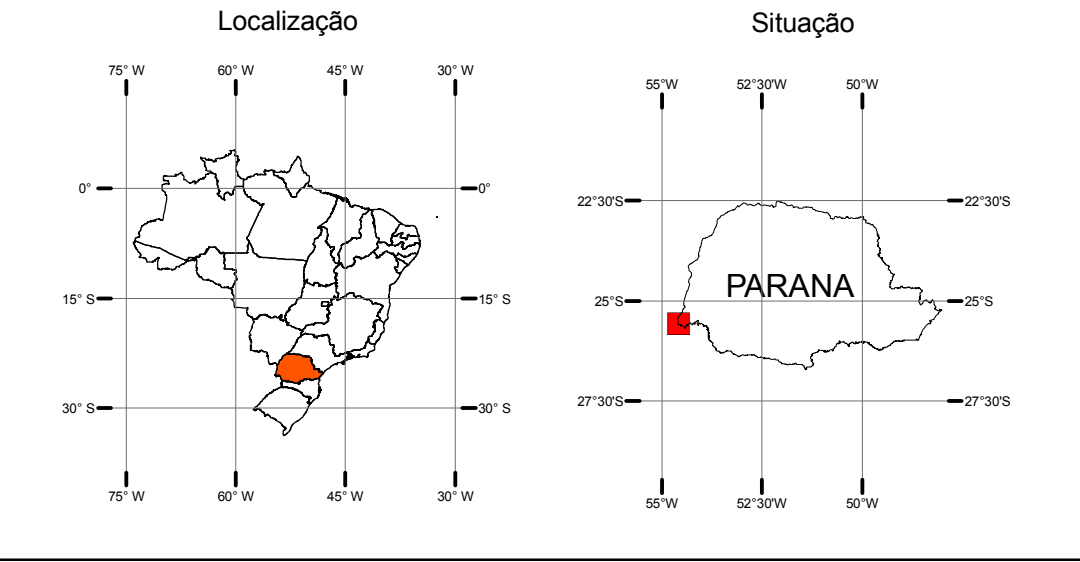 Localização
75° W 60° W 45° W 30° W
0° 0°
15° S 15° S
30° S 30° S
75° W 60° W 45° W 30° W
Situação
55°W 52°30'W 50°W
22°30'S 22°30'S
PARANA
25°S 25°S
27°30'S 27°30'S
55°W 52°30'W 50°W